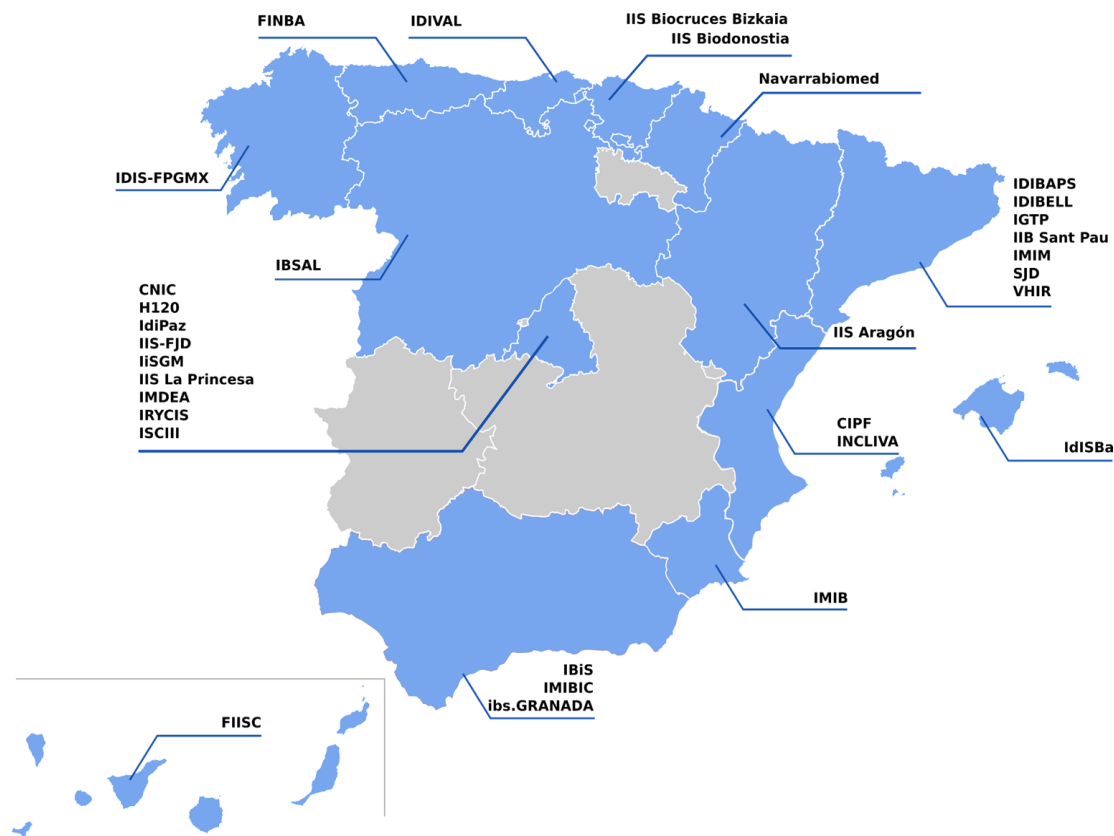 FINBA
IDIVAL
IIS Biocruces Bizkaia
IIS Biodonostia
Navarrabiomed
IDIS-FPGMX
IDIBAPS
IDIBELL
IGTP
IIB Sant Pau
IMIM
SJD
VHIR
IBSAL
CNIC
H120
IdiPaz
IIS-FJD
IiSGM
IIS La Princesa
IMDEA
IRYCIS
ISCIII
IIS Aragón
CIPF
INCLIVA
IdISBa
IMIB
IBiS
IMIBIC
ibs.GRANADA
FIISC